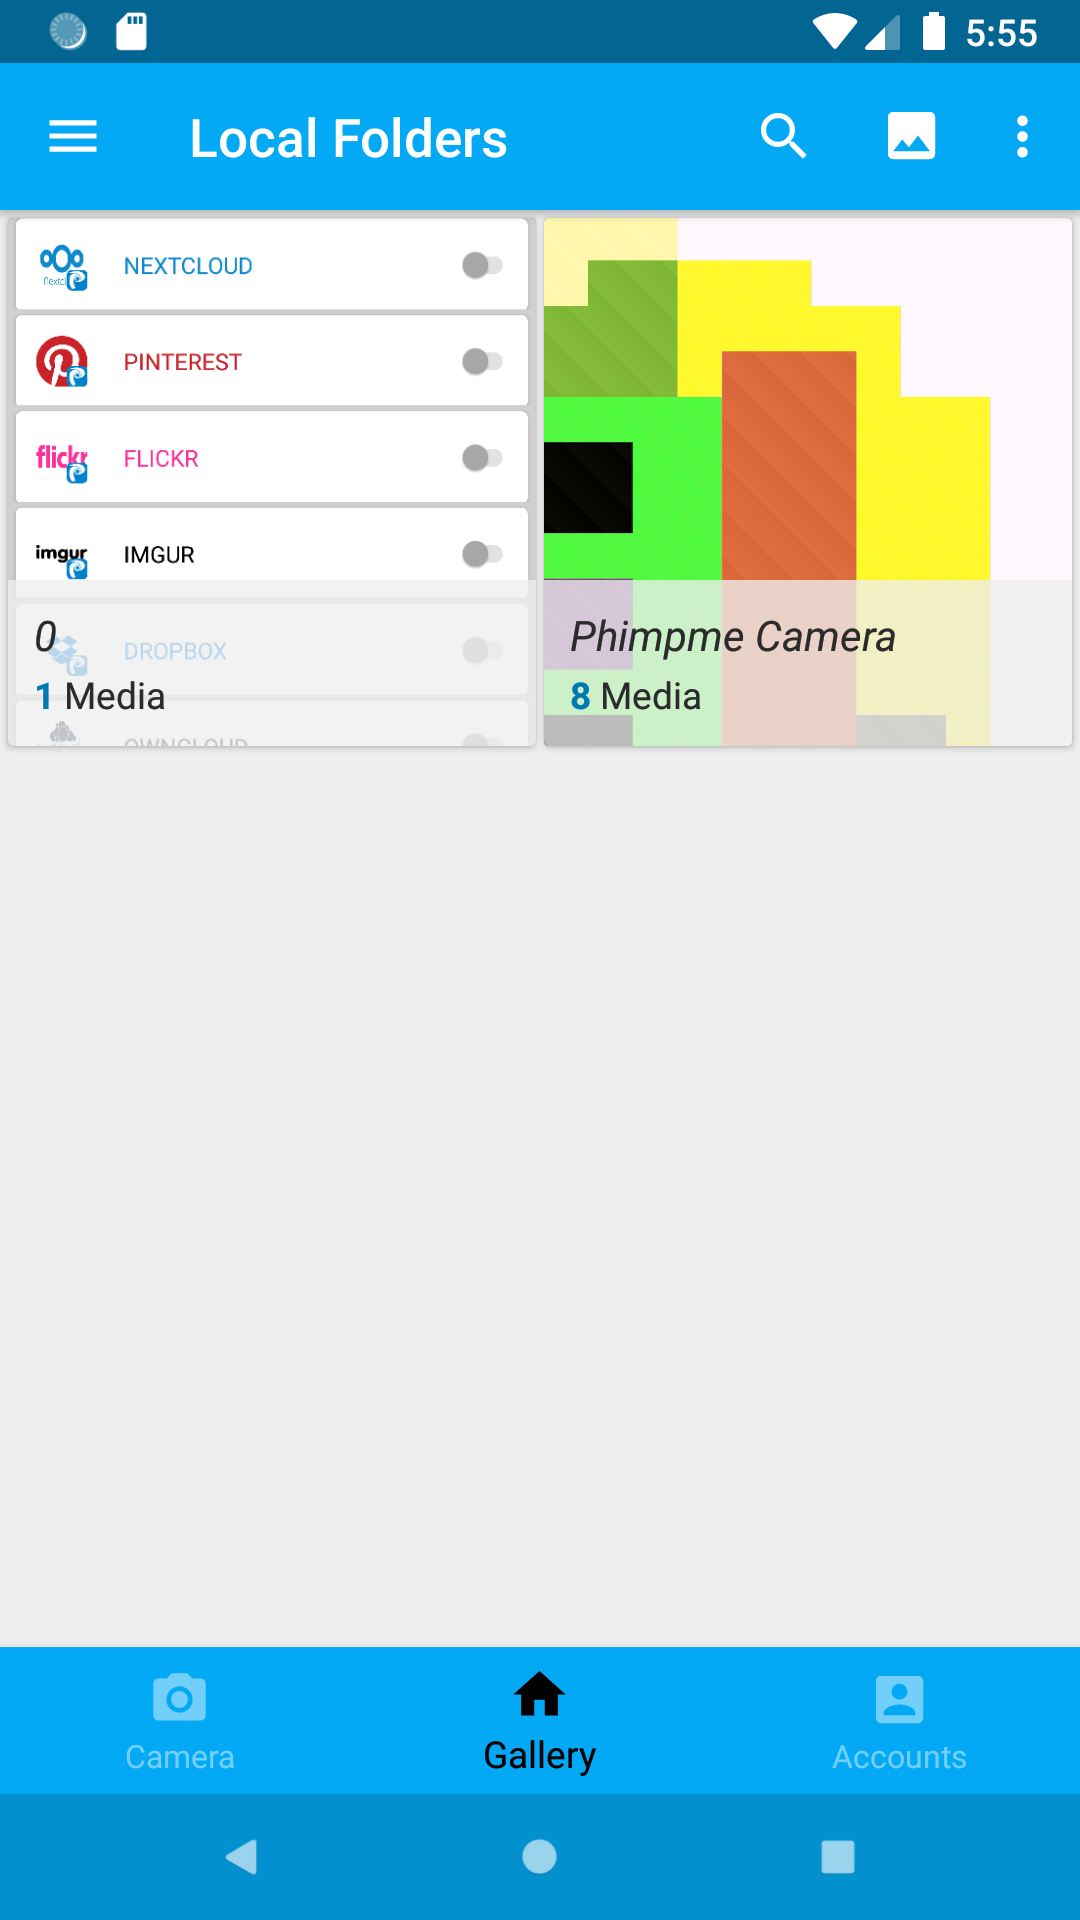 5:55
Local Folders
Nextcl
NEXTCLOUD
PINTEREST
flickr
FLICKR
imgur
IMGUR
DROPBOX
OWNCLOUD
0
1 Media
Phimpme Camera
8 Media
Camera
Gallery
Accounts